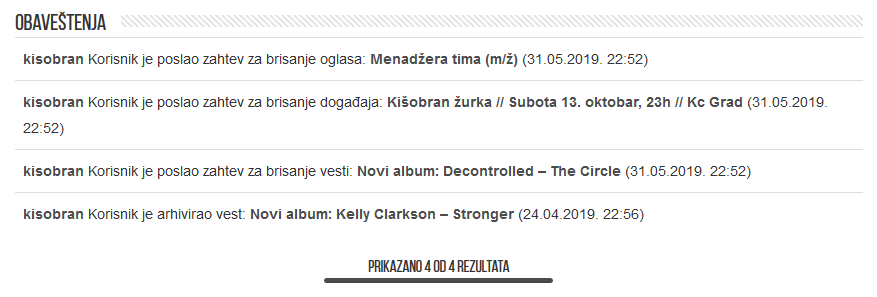 OBAVEŠTENJA
kisobran Korisnik je poslao zahtev za brisanje oglasa: Menadžera tima (m/ž) (31.05.2019. 22:52)
kisobran Korisnik je poslao zahtev za brisanje događaja: Kišobran žurka // Subota 13. oktobar, 23h // Kc Grad (31.05.2019.
22:52)
kisobran Korisnik je poslao zahtev za brisanje vesti: Novi album: Decontrolled – The Circle (31.05.2019. 22:52)
kisobran Korisnik je arhivirao vest: Novi album: Kelly Clarkson – Stronger (24.04.2019. 22:56)
PRIKAZANO 4 OD 4 REZULTATA